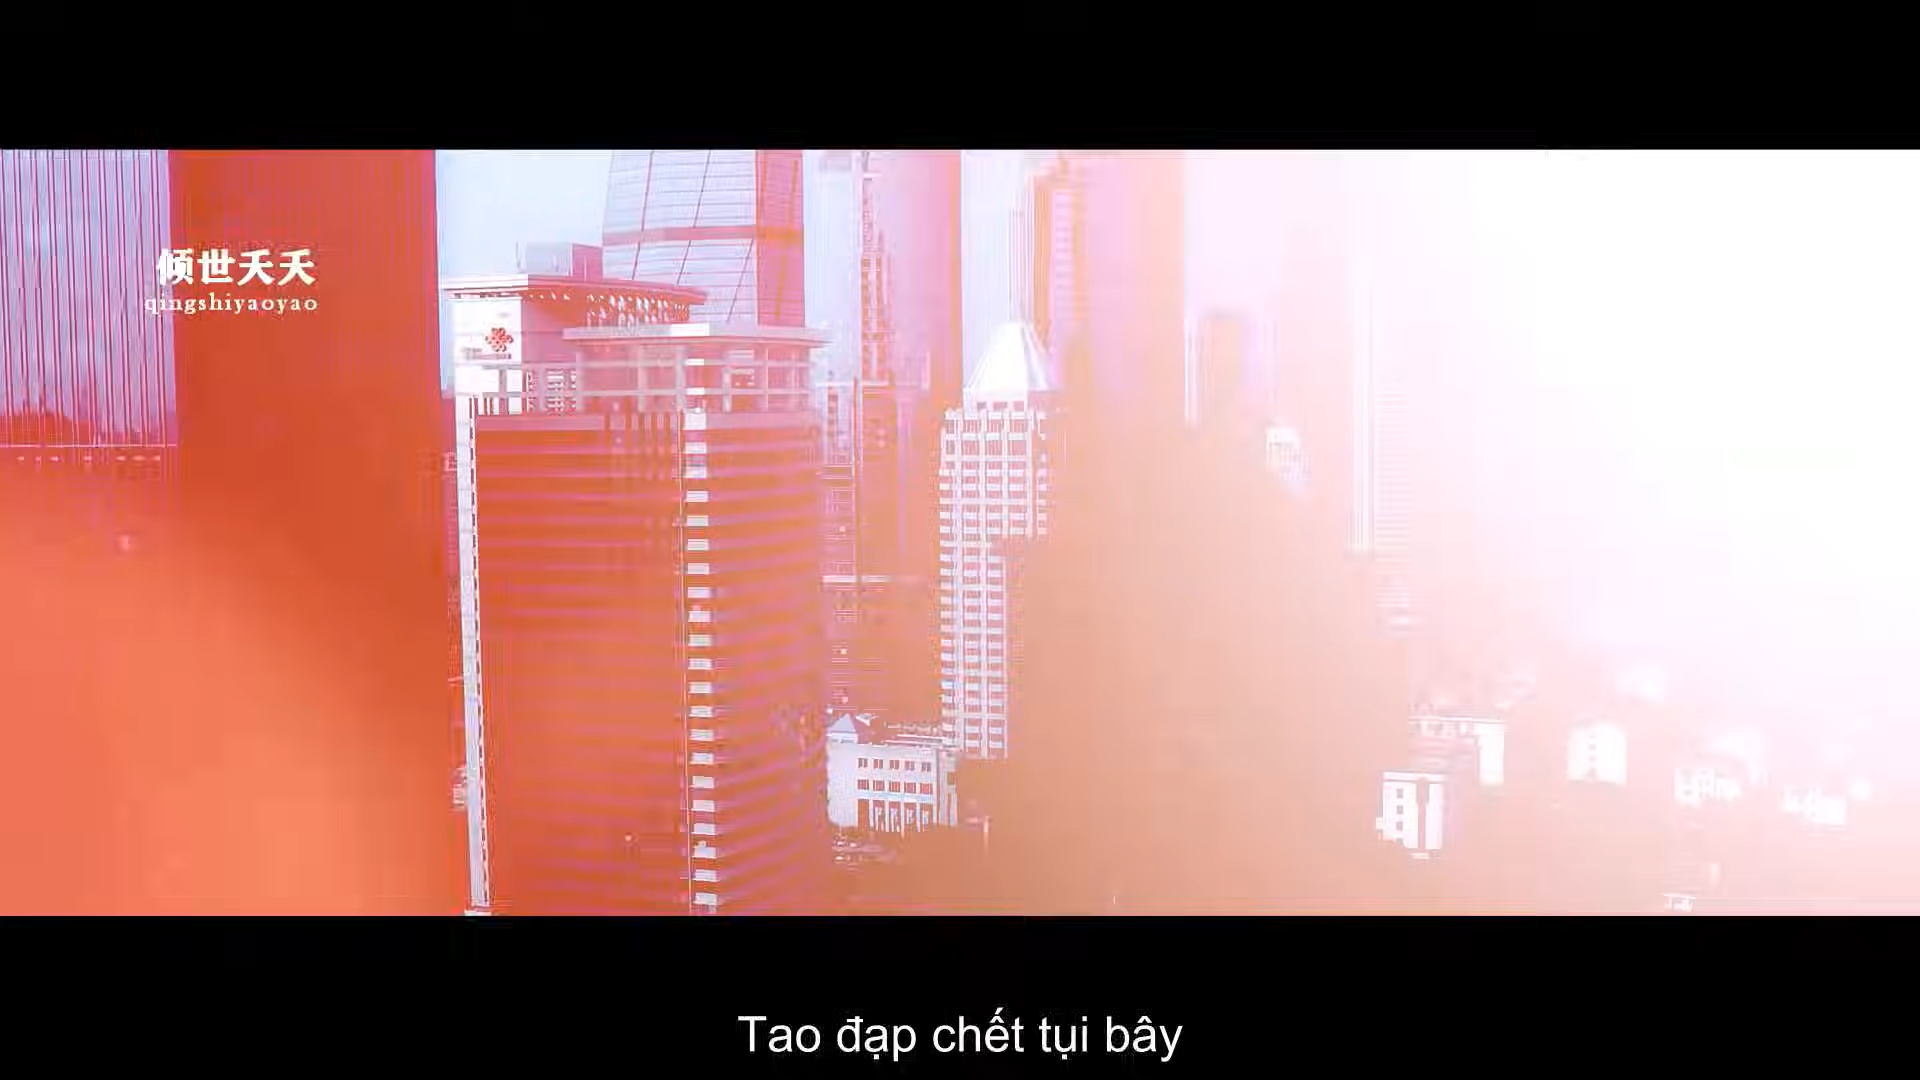 倾世夭夭
qingshiyaoyao
Tao đạp chết tụi bây